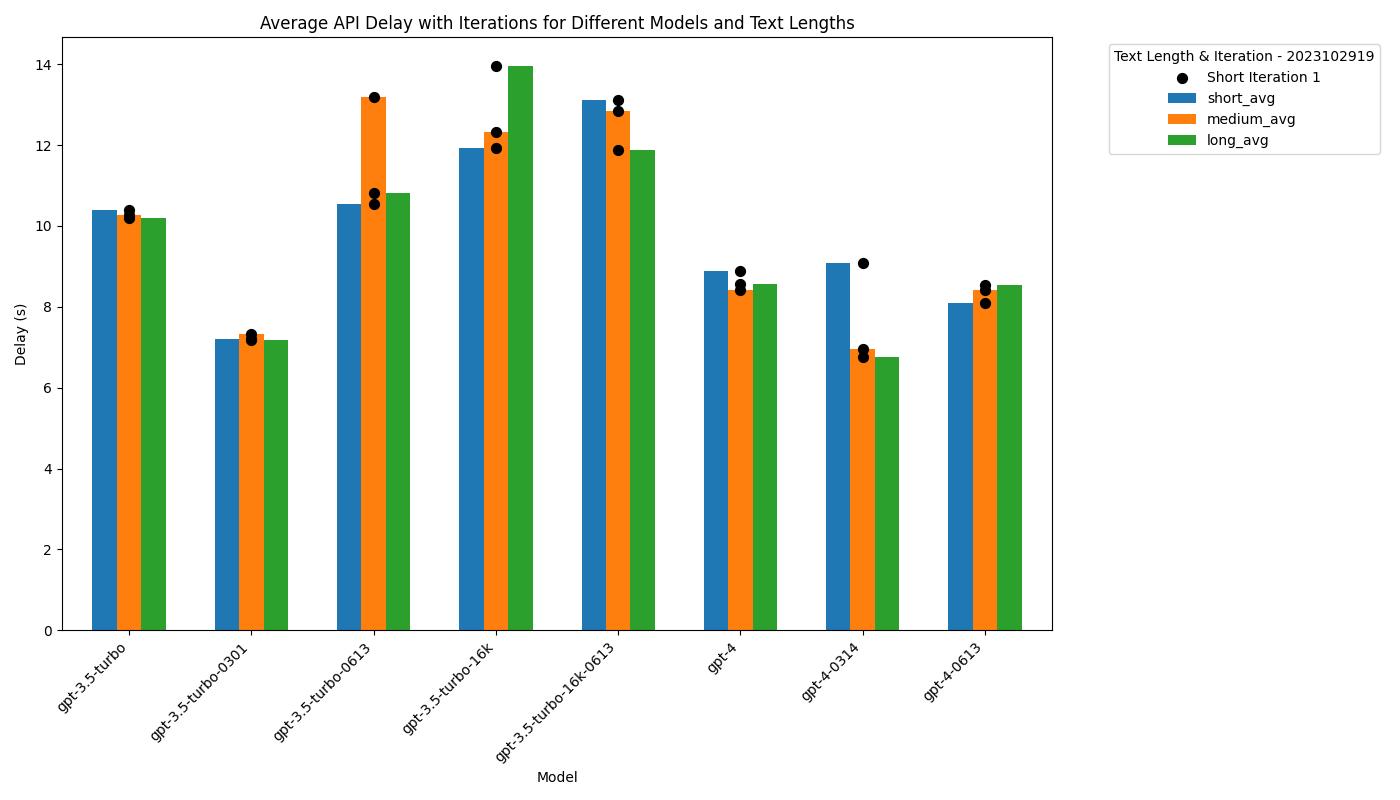 Average API Delay with Iterations for Different Models and Text Lengths
Text Length & Iteration - 2023102919
Short Iteration 1
short_avg
medium_avg
long_avg
Delay (s)
14
12
10
8
6
4
2
0
gpt-3.5-turbo
gpt-3.5-turbo-0301
gpt-3.5-turbo-0613
gpt-3.5-turbo-16k
gpt-3.5-turbo-16k-0613
gpt-4
gpt-4-0314
gpt-4-0613
Model